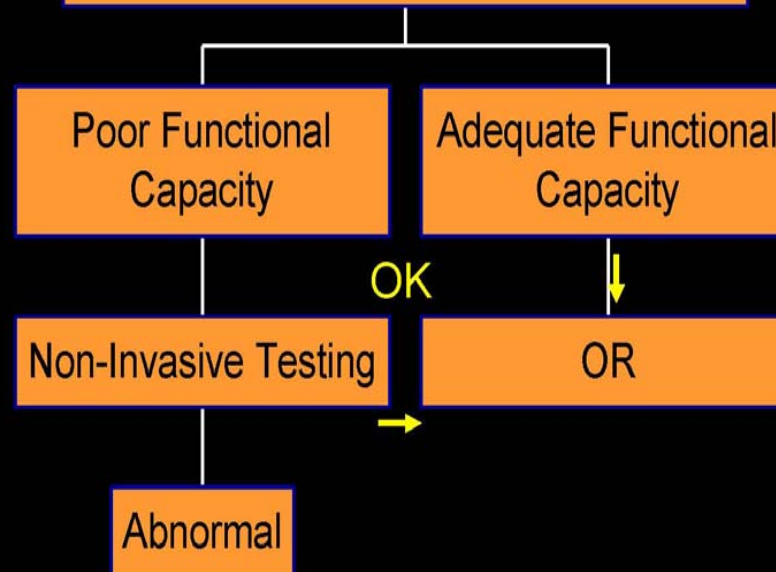 Poor Functional
Capacity
Adequate Functional
Capacity
OK
Non-Invasive Testing
OR
Abnormal